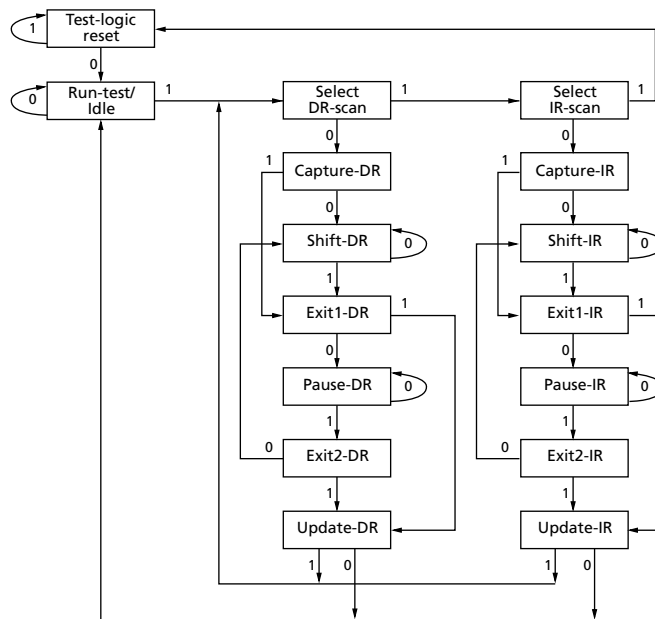 Test-logic
reset
1
0
Run-test/
Idle
0
1
Select
DR-scan
1
Select
IR-scan
1
0
0
1
Capture-DR
1
Capture-IR
0
0
Shift-DR
0
Shift-IR
0
1
1
Exit1-DR
1
Exit1-IR
1
0
0
Pause-DR
0
Pause-IR
0
1
1
0
Exit2-DR
0
Exit2-IR
1
1
Update-DR
Update-IR
1
0
1
0